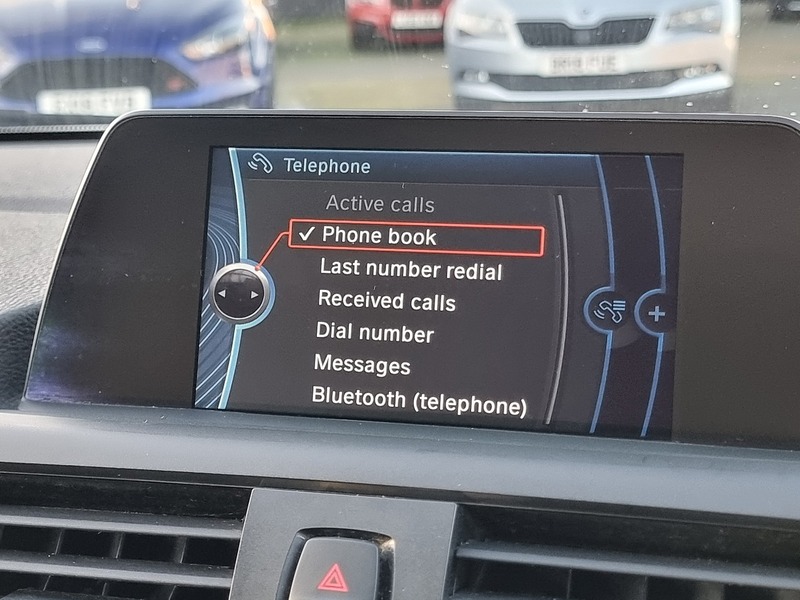 Telephone
Active calls
✓ Phone book
Last number redial
Received calls
Dial number
Messages
Bluetooth (telephone)
+